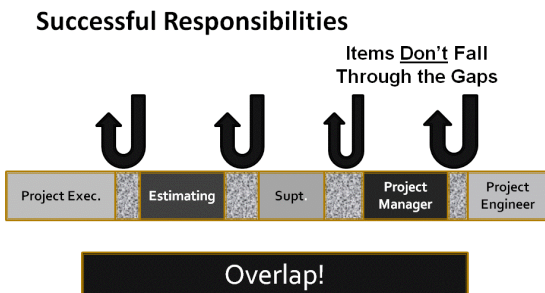 Successful Responsibilities
Items Don't Fall
Through the Gaps
Project Exec.
Estimating
Supt.
Project
Manager
Project
Engineer
Overlap!